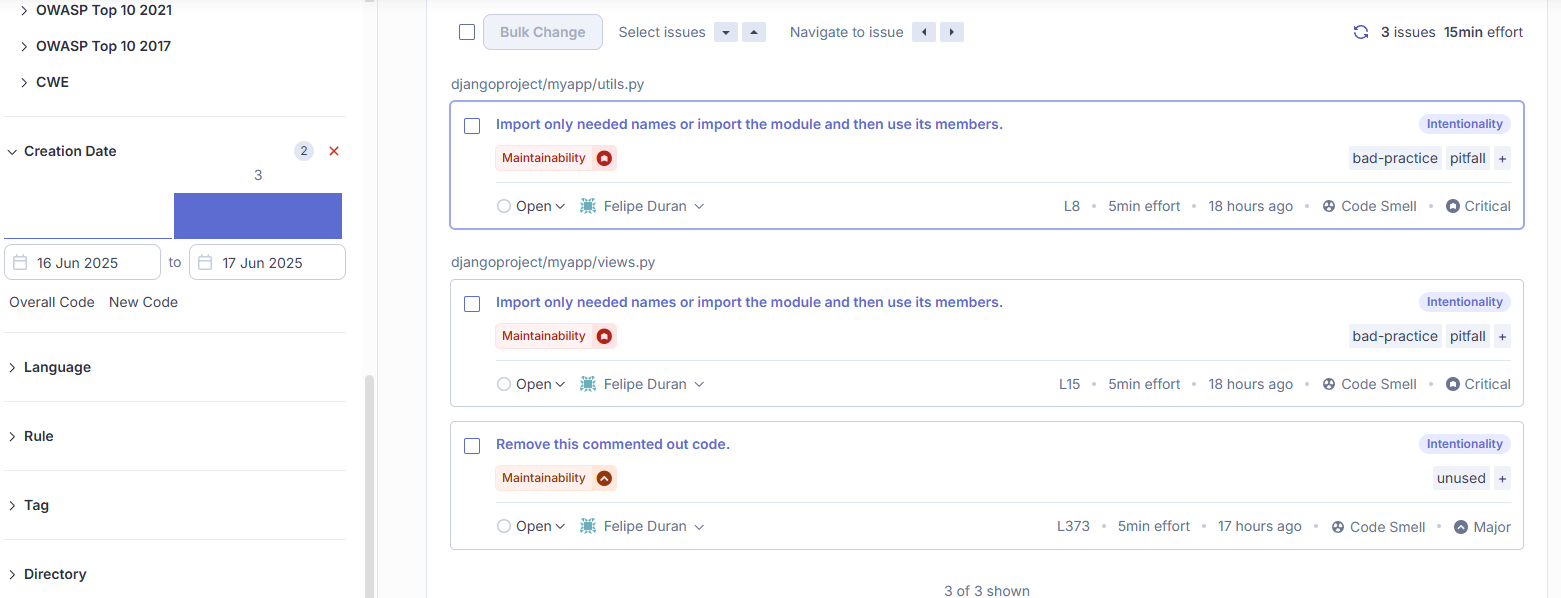 OWASP Top 10 2021
OWASP Top 10 2017
CWE
Creation Date 2
3
16 Jun 2025 to 17 Jun 2025
Overall Code New Code
Language
Rule
Tag
Directory
Bulk Change Select issues Navigate to issue 3 issues 15min effort
djangoproject/myapp/utils.py
Import only needed names or import the module and then use its members. Intentionality
Maintainability bad-practice pitfall +
Open Felipe Duran L8 • 5min effort • 18 hours ago • Code Smell • Critical
djangoproject/myapp/views.py
Import only needed names or import the module and then use its members. Intentionality
Maintainability bad-practice pitfall +
Open Felipe Duran L15 • 5min effort • 18 hours ago • Code Smell • Critical
Remove this commented out code. Intentionality
Maintainability unused +
Open Felipe Duran L373 • 5min effort • 17 hours ago • Code Smell • Major
3 of 3 shown